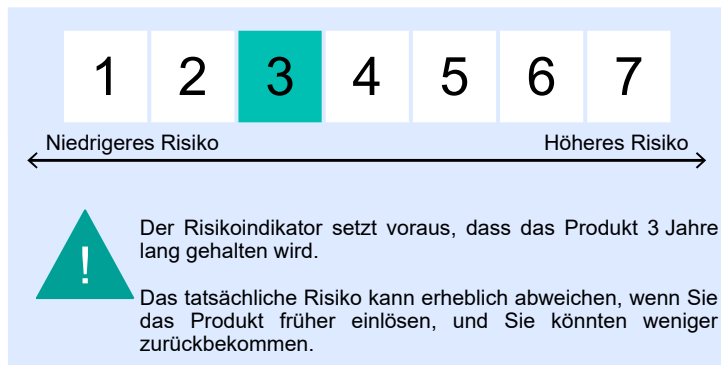 1 2 3 4 5 6 7
Niedrigeres Risiko Höheres Risiko
!
Der Risikoindikator setzt voraus, dass das Produkt 3 Jahre
lang gehalten wird.
Das tatsächliche Risiko kann erheblich abweichen, wenn Sie
das Produkt früher einlösen, und Sie könnten weniger
zurückbekommen.